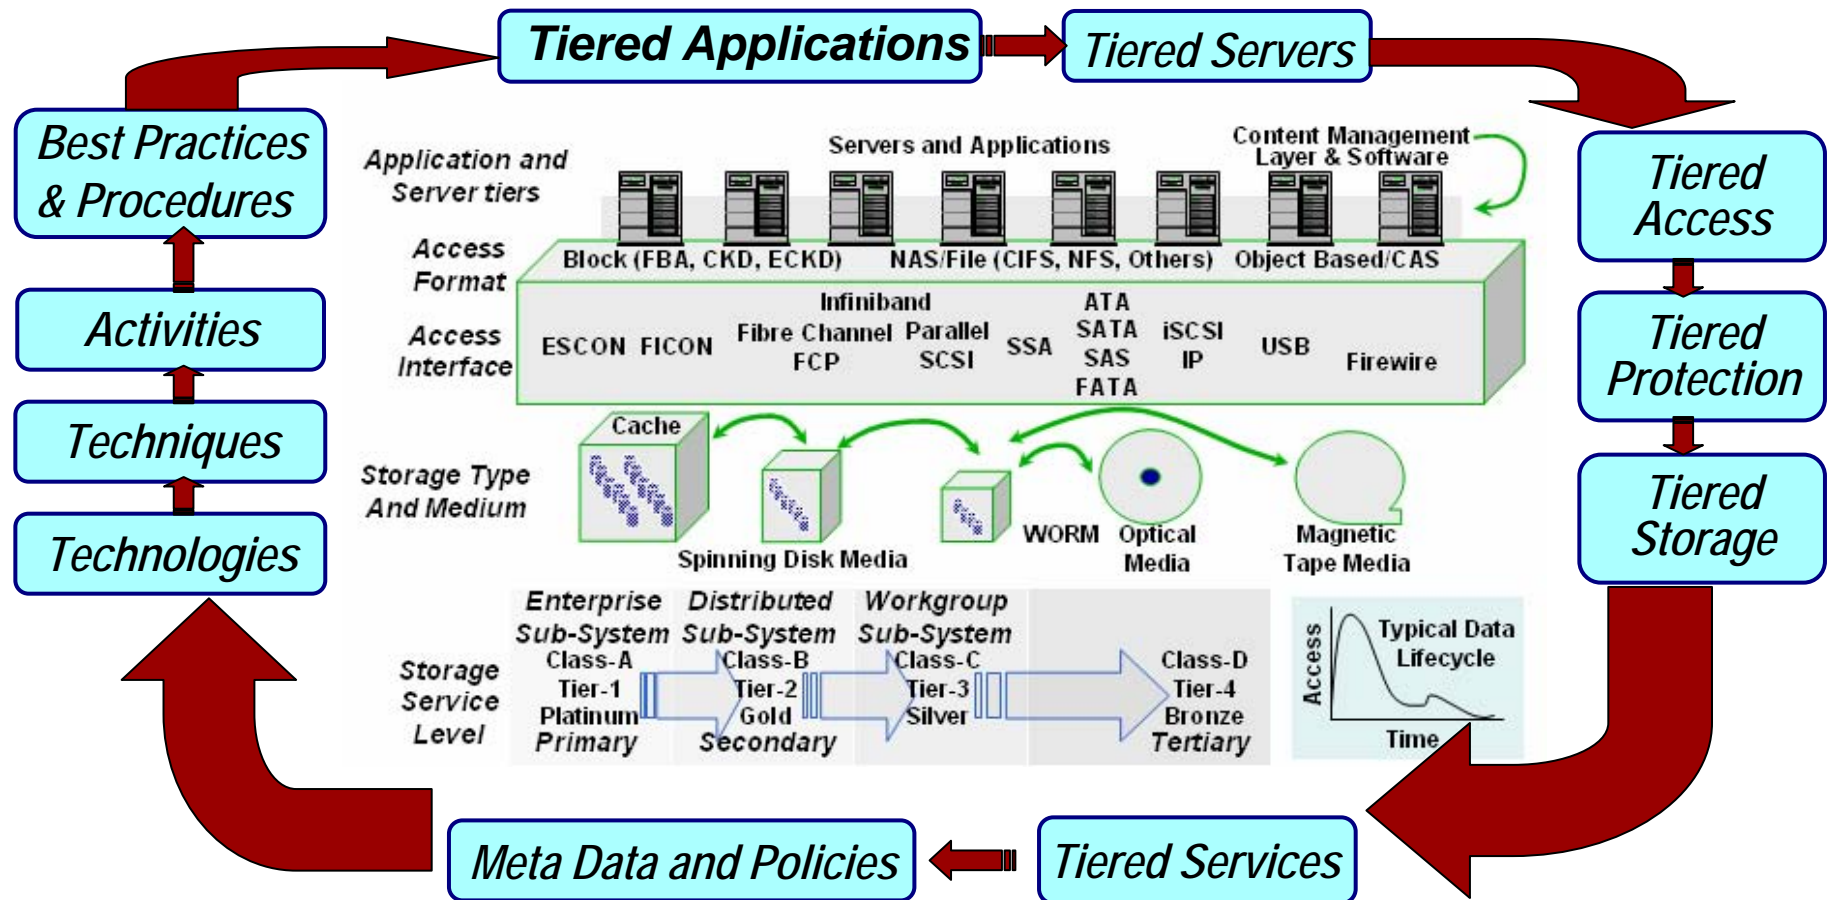 Tiered Applications
Tiered Servers
Best Practices
& Procedures
Activities
Techniques
Technologies
Tiered
Access
Tiered
Protection
Tiered
Storage
Application and
Server tiers
Servers and Applications
Content Management
Layer & Software
Access
Format
Block (FBA, CKD, ECKD)
NAS/File (CIFS, NFS, Others)
Object Based/CAS
Access
Interface
ESCON
FICON
Infiniband
Fibre Channel
FCP
Parallel
SCSI
SSA
ATA
SATA
SAS
FATA
iSCSI
IP
USB
Firewire
Storage Type
And Medium
Cache
Spinning Disk Media
WORM
Optical
Media
Magnetic
Tape Media
Storage
Service
Level
Enterprise
Sub-System
Class-A
Tier-1
Platinum
Primary
Distributed
Sub-System
Class-B
Tier-2
Gold
Secondary
Workgroup
Sub-System
Class-C
Tier-3
Silver
Class-D
Tier-4
Bronze
Tertiary
Access
Typical Data
Lifecycle
Time
Meta Data and Policies
Tiered Services